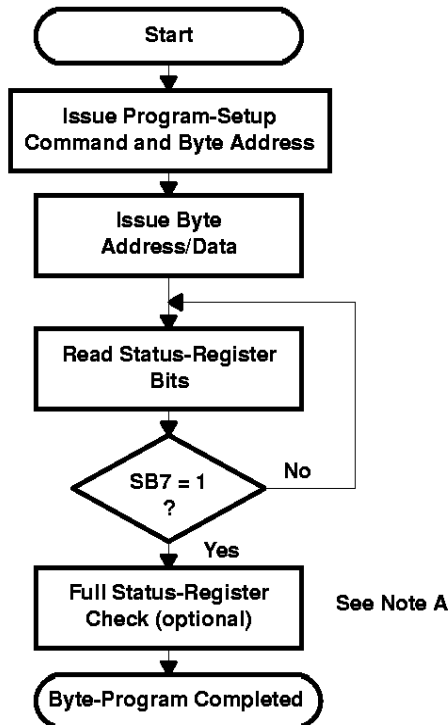 Start
Issue Program-Setup
Command and Byte Address
Issue Byte
Address/Data
Read Status-Register
Bits
SB7 = 1
?
No
Yes
Full Status-Register
Check (optional)
See Note A
Byte-Program Completed